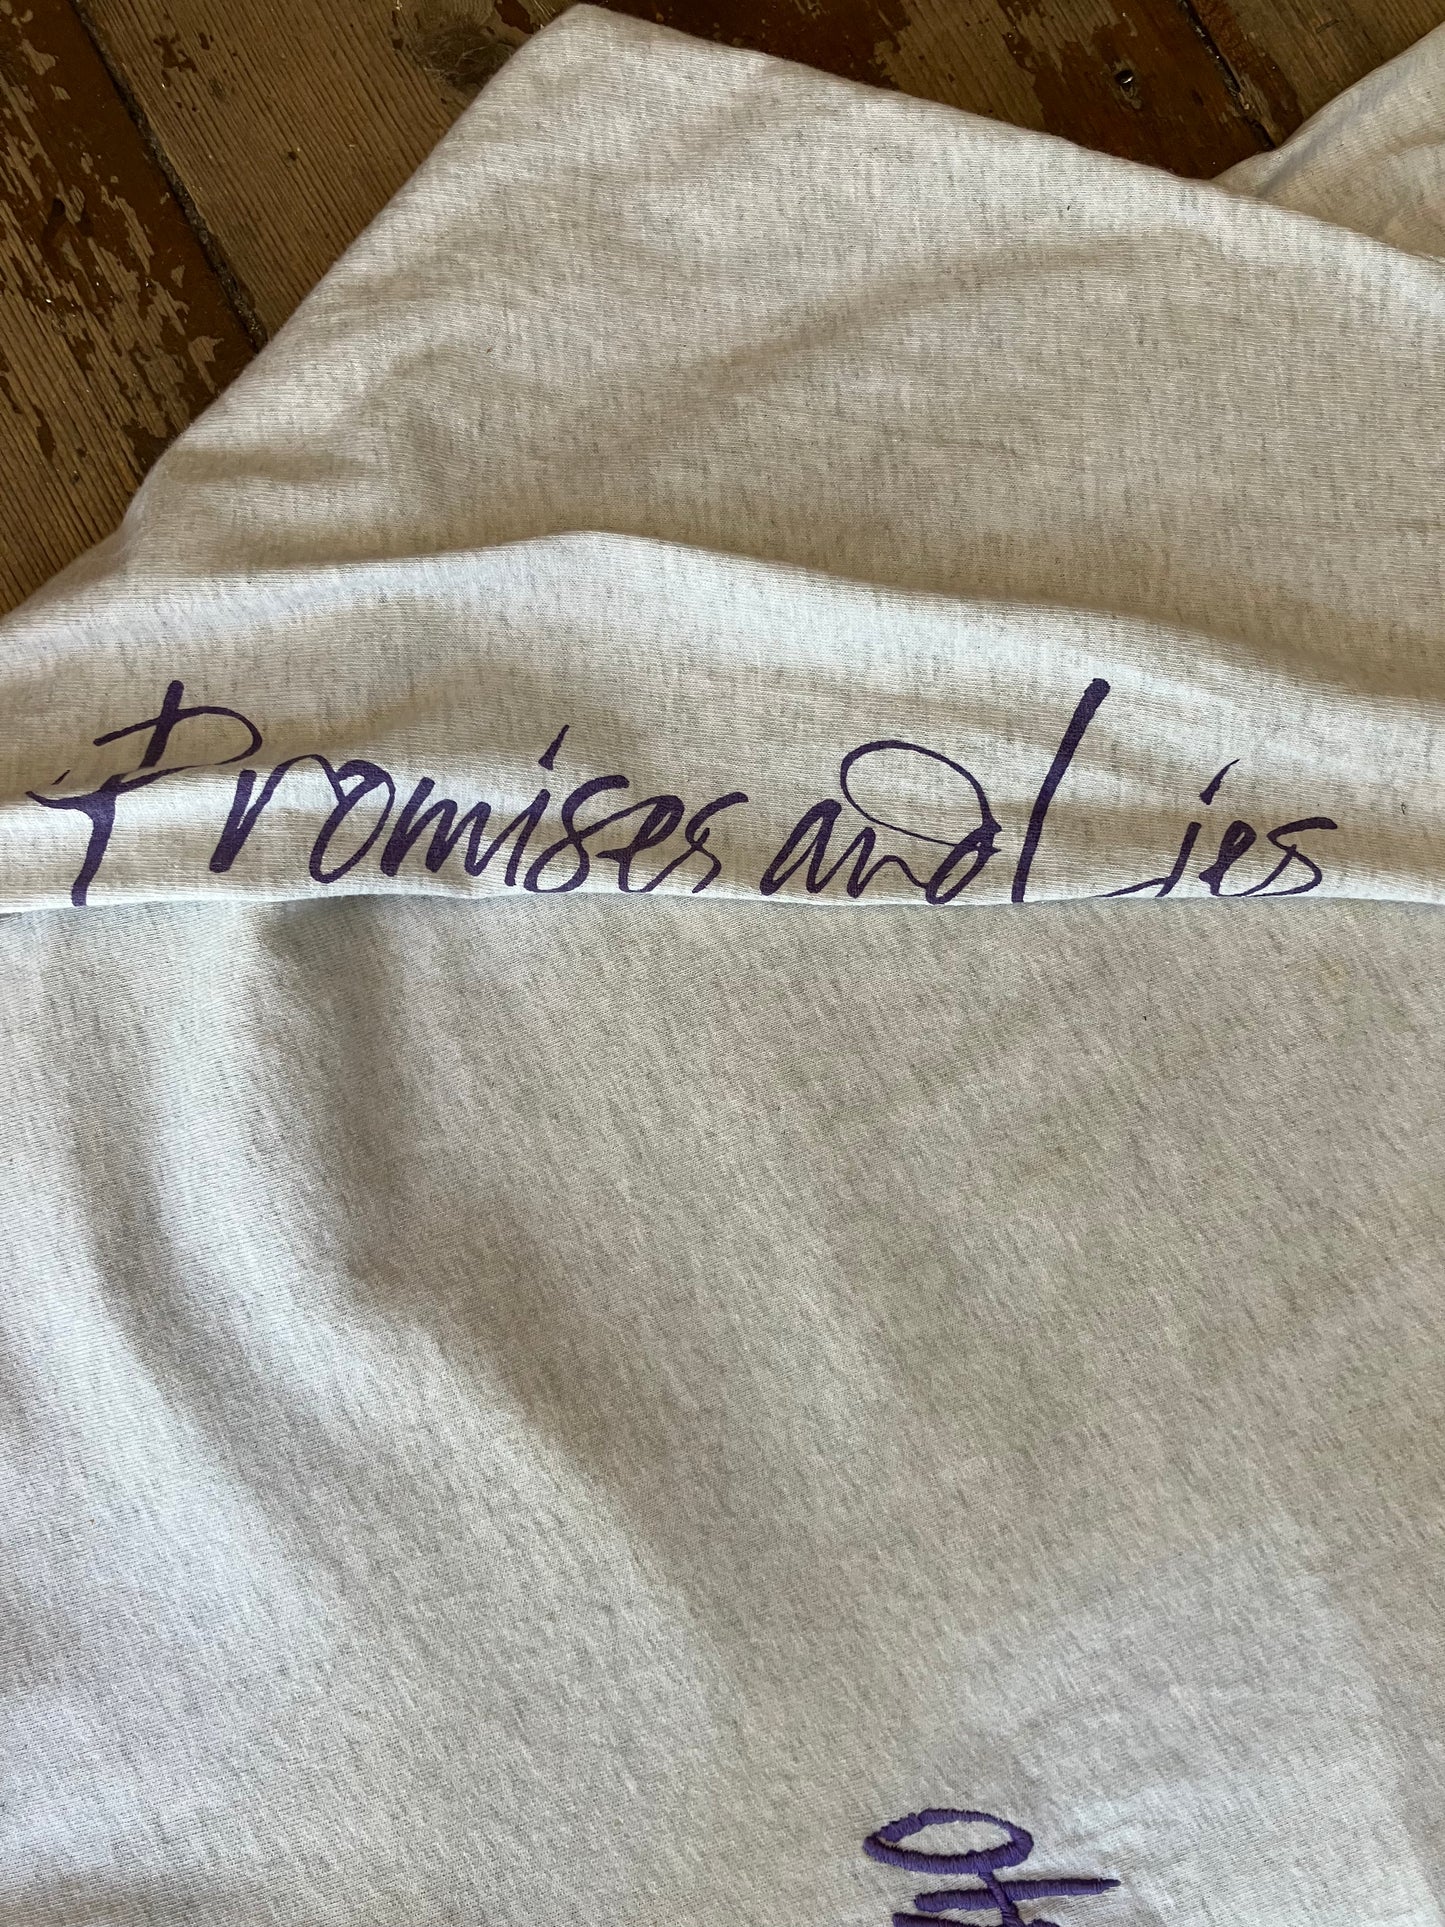 Promises and Lies